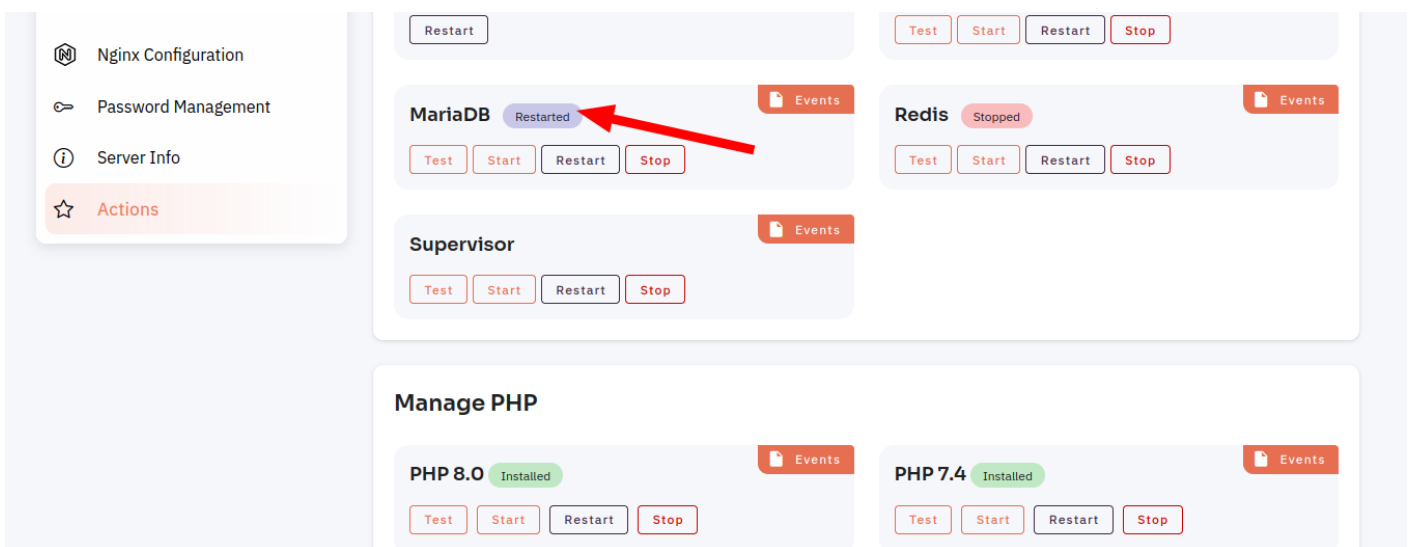 Nginx Configuration
Password Management
Server Info
Actions
Restart
Test Start Restart Stop
MariaDB Restarted Events
Test Start Restart Stop
Redis Stopped Events
Test Start Restart Stop
Supervisor Events
Test Start Restart Stop
Manage PHP
PHP 8.0 Installed Events
Test Start Restart Stop
PHP 7.4 Installed Events
Test Start Restart Stop